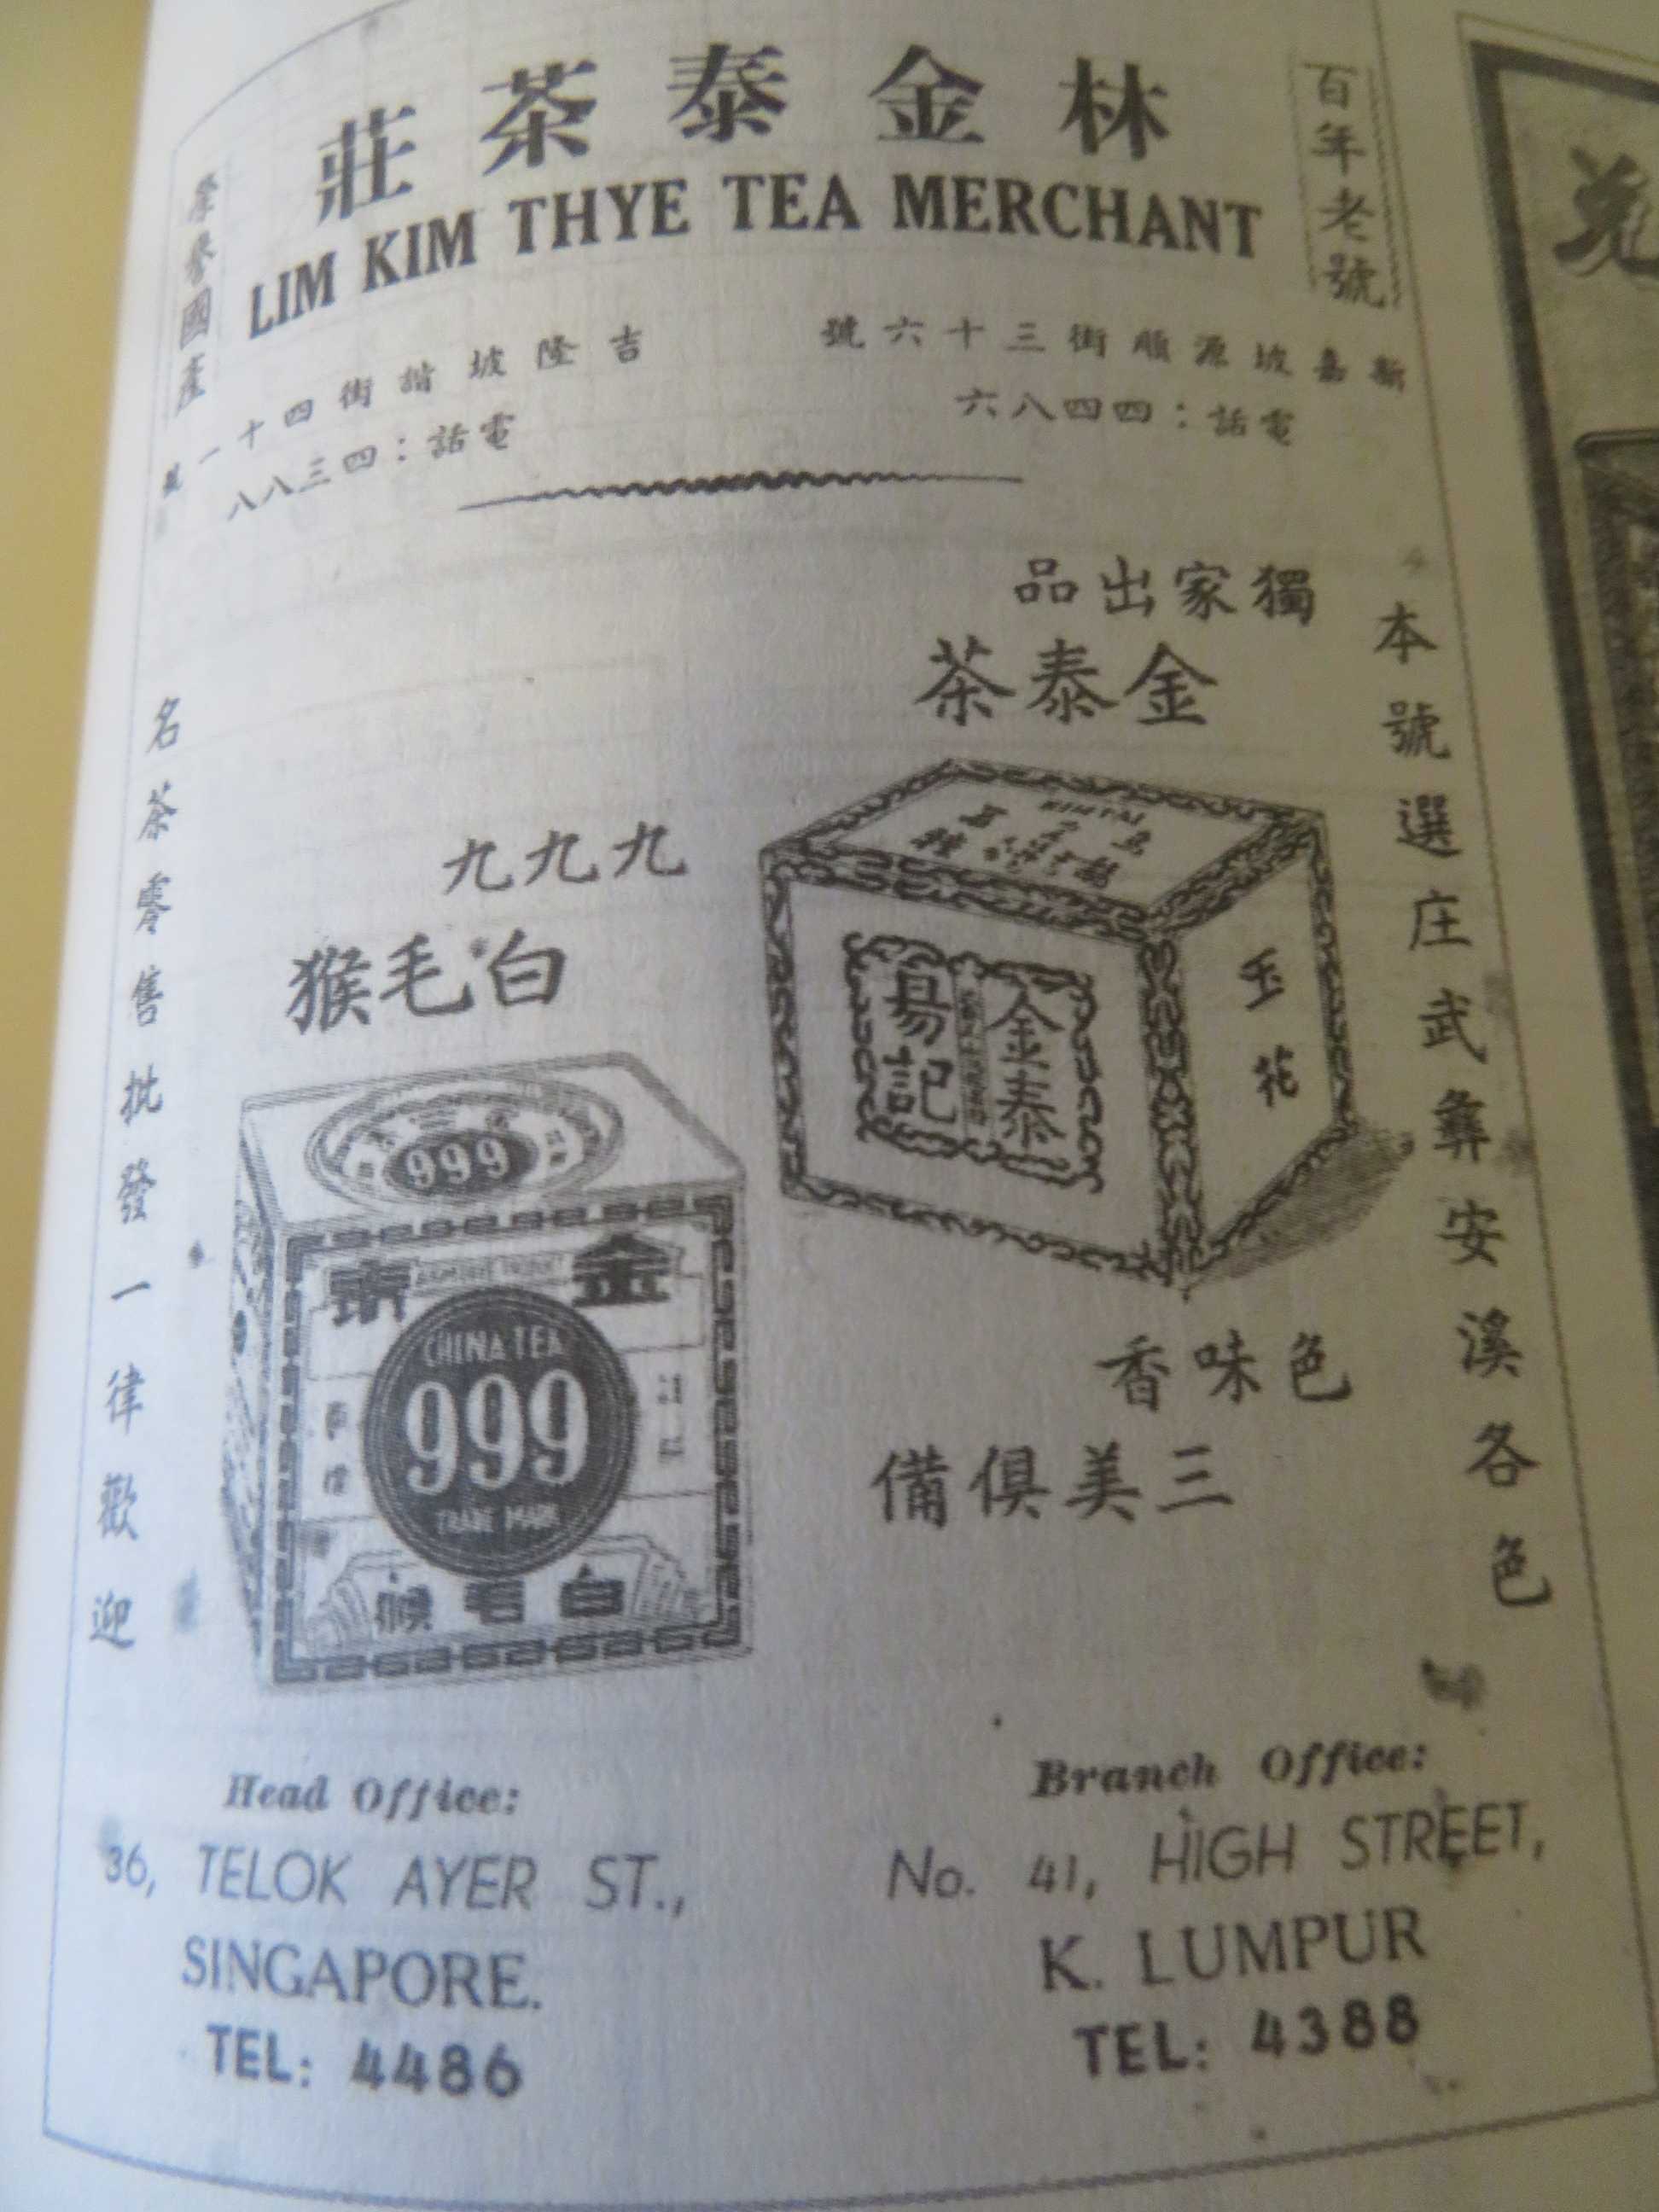 百年老號
林金泰茶莊
LIM KIM THYE TEA MERCHANT
國產
新嘉坡源順街三十六號
電話：四四八六
吉隆坡諧街四十一號
電話：四三八八
獨家出品
金泰茶
本號選庄武彝安溪各色
名茶零售批發一律歡迎
九九九
白毛猴
KIM TAI
金泰
記
玉花
999
金泰
CHINA TEA
999
TRADE MARK
白毛猴
色味香
三美俱備
Head Office:
36, TELOK AYER ST.,
SINGAPORE.
TEL: 4486
Branch Office:
No. 41, HIGH STREET,
K. LUMPUR
TEL: 4388